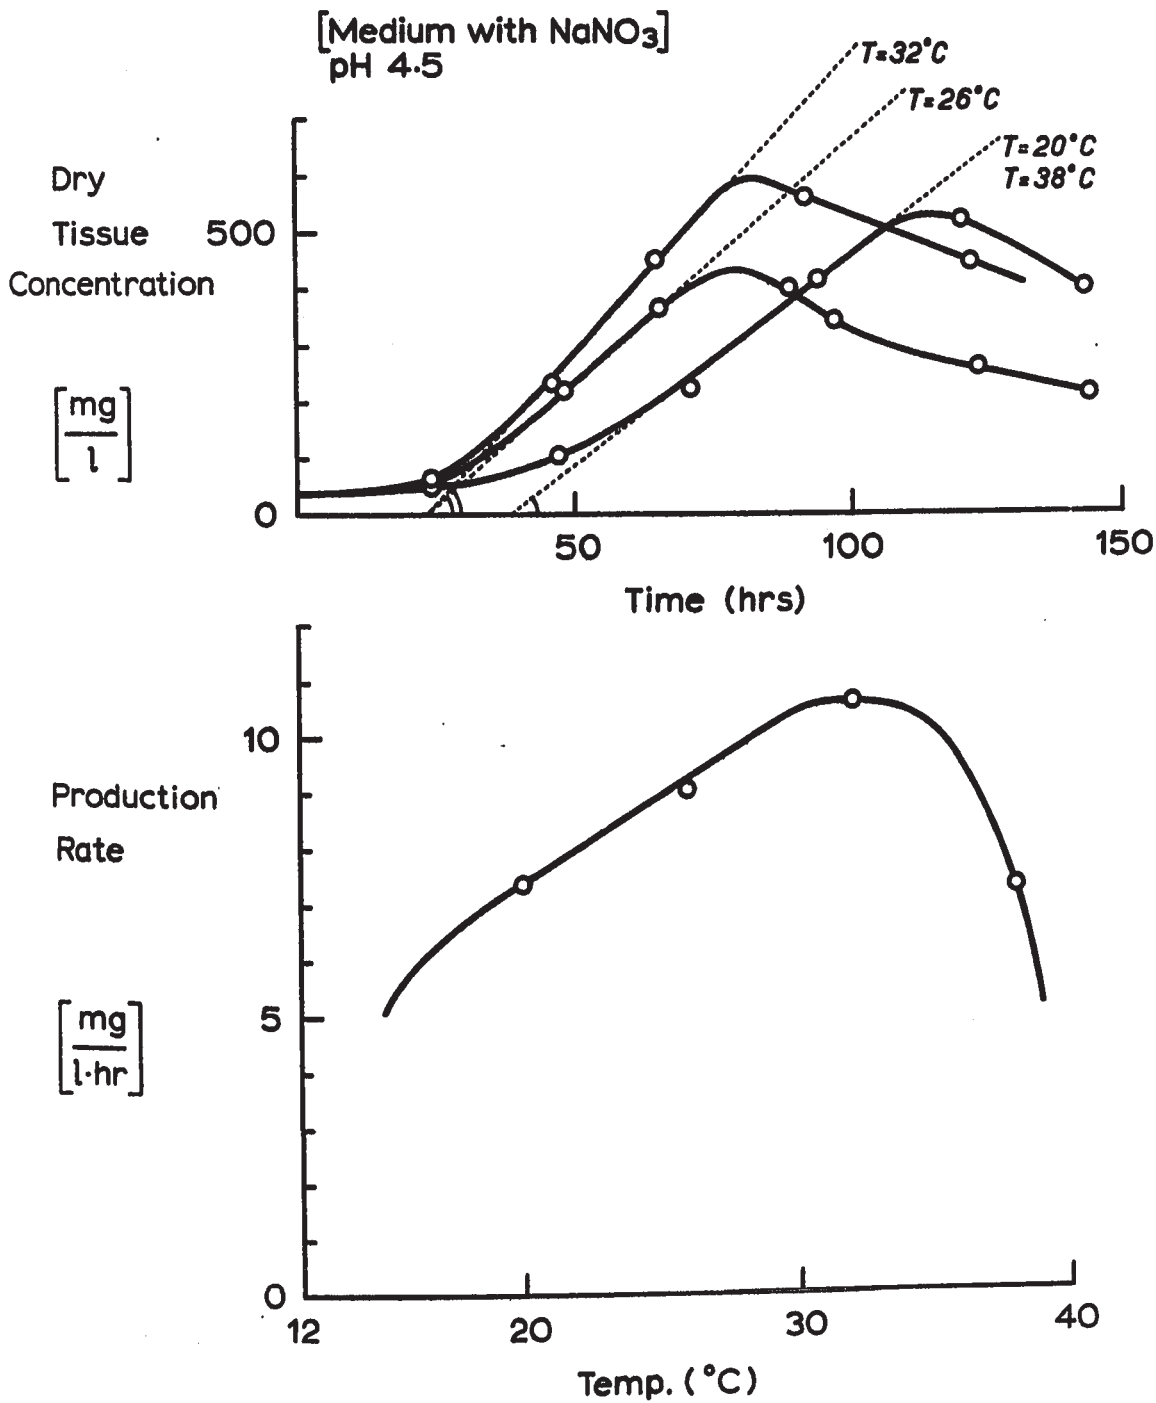 [Medium with NaNO3]
pH 4·5
T=32°C
T=26°C
T=20°C
T=38°C
Dry
Tissue
Concentration
[mg
l]
500
0
50
100
150
Time (hrs)
Production
Rate
[mg
l·hr]
10
5
0
12
20
30
40
Temp. (°C)